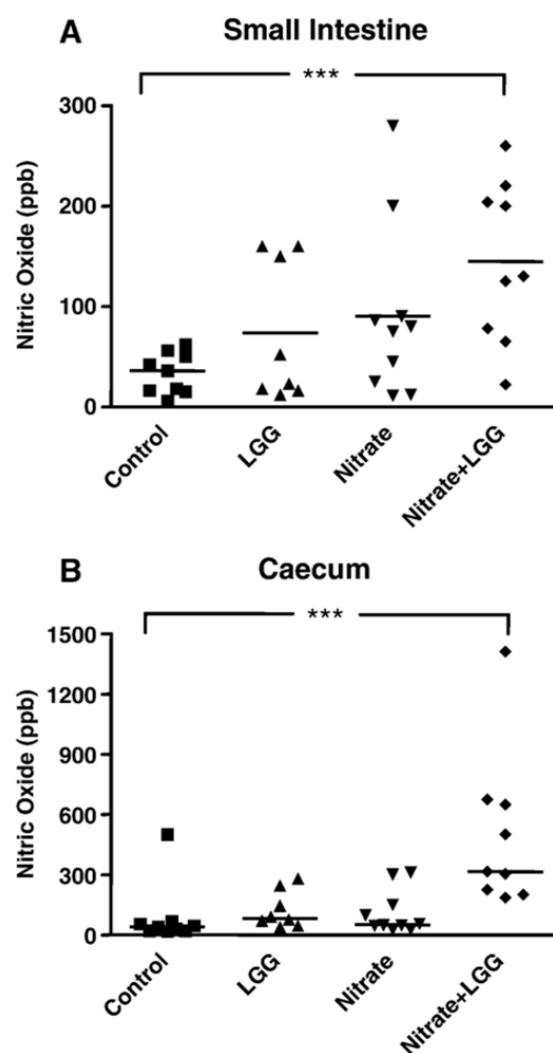 A Small Intestine
***
Nitric Oxide (ppb)
300
200
100
0
Control
LGG
Nitrate
Nitrate+LGG
B Caecum
***
Nitric Oxide (ppb)
1500
1200
900
600
300
0
Control
LGG
Nitrate
Nitrate+LGG